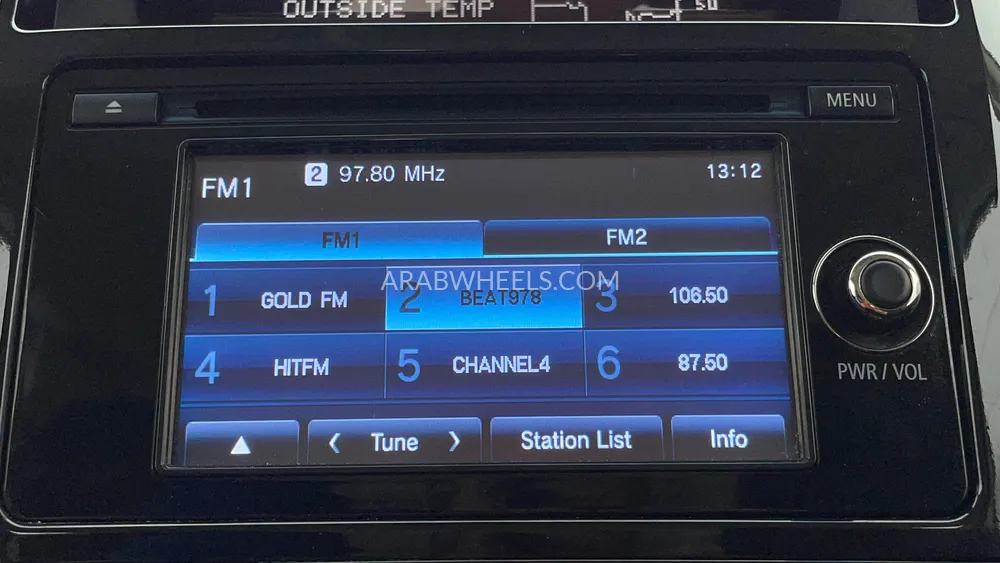 OUTSIDE TEMP
50
MENU
FM1 2 97.80 MHz 13:12
FM1 FM2
1 GOLD FM 2 BEAT978 3 106.50
ARABWHEELS.COM
4 HITFM 5 CHANNEL4 6 87.50
PWR / VOL
Tune Station List Info